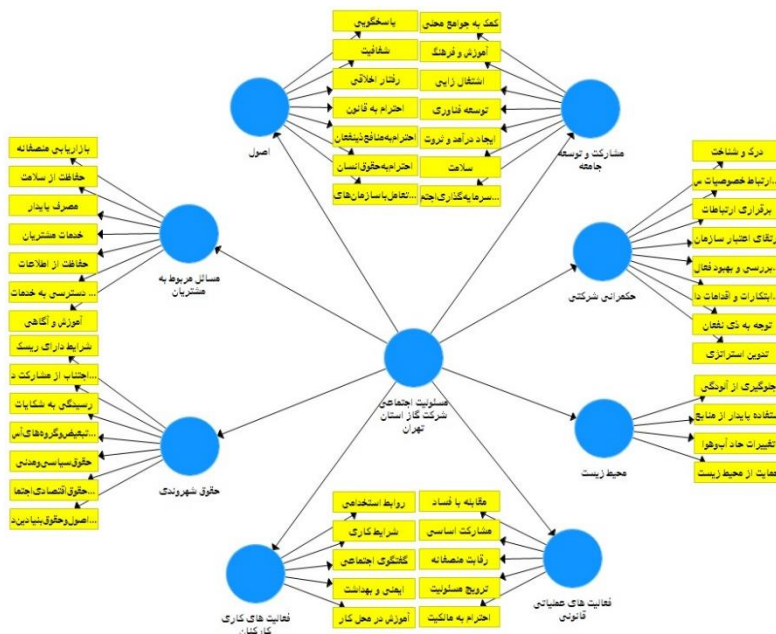 پاسخگویی
شفافیت
رفتار اخلاقی
احترام به قانون
احترام به منافع ذینفعان
احترام به حقوق انسان
...تعامل با سازمان های
اصول
کمک به جوامع محلی
آموزش و فرهنگ
اشتغال زایی
توسعه فناوری
ایجاد درآمد و ثروت
سلامت
...سرمایه گذاری اجتم
مشارکت و توسعه
جامعه
درک و شناخت
...ارتباط خصوصیات س
برقراری ارتباطات
رتقای اعتبار سازمان
بررسی و بهبود فعال
ابتکارات و اقدامات دا
توجه به ذی نفعان
تدوین استراتژی
حکمرانی شرکتی
بازاریابی منصفانه
حفاظت از سلامت
مصرف پایدار
خدمات مشتریان
حفاظت از اطلاعات
... دسترسی به خدمات
آموزش و آگاهی
مسائل مربوط به
مشتریان
مسئولیت اجتماعی
شرکت گاز استان
تهران
جلوگیری از آلودگی
ستفاده پایدار از منابع
تغییرات حاد آب و هوا
حمایت از محیط زیست
محیط زیست
شرایط دارای ریسک
...اجتناب از مشارکت د
رسیدگی به شکایات
...تبعیض و گروه های آس
حقوق سیاسی و مدنی
...حقوق اقتصادی اجتما
...اصول و حقوق بنیادین د
حقوق شهروندی
روابط استخدامی
شرایط کاری
گفتگوی اجتماعی
ایمنی و بهداشت
آموزش در محل کار
فعالیت های کاری
کارکنان
مقابله با فساد
مشارکت اساسی
رقابت منصفانه
ترویج مسئولیت
احترام به مالکیت
فعالیت های عملیاتی
قانونی